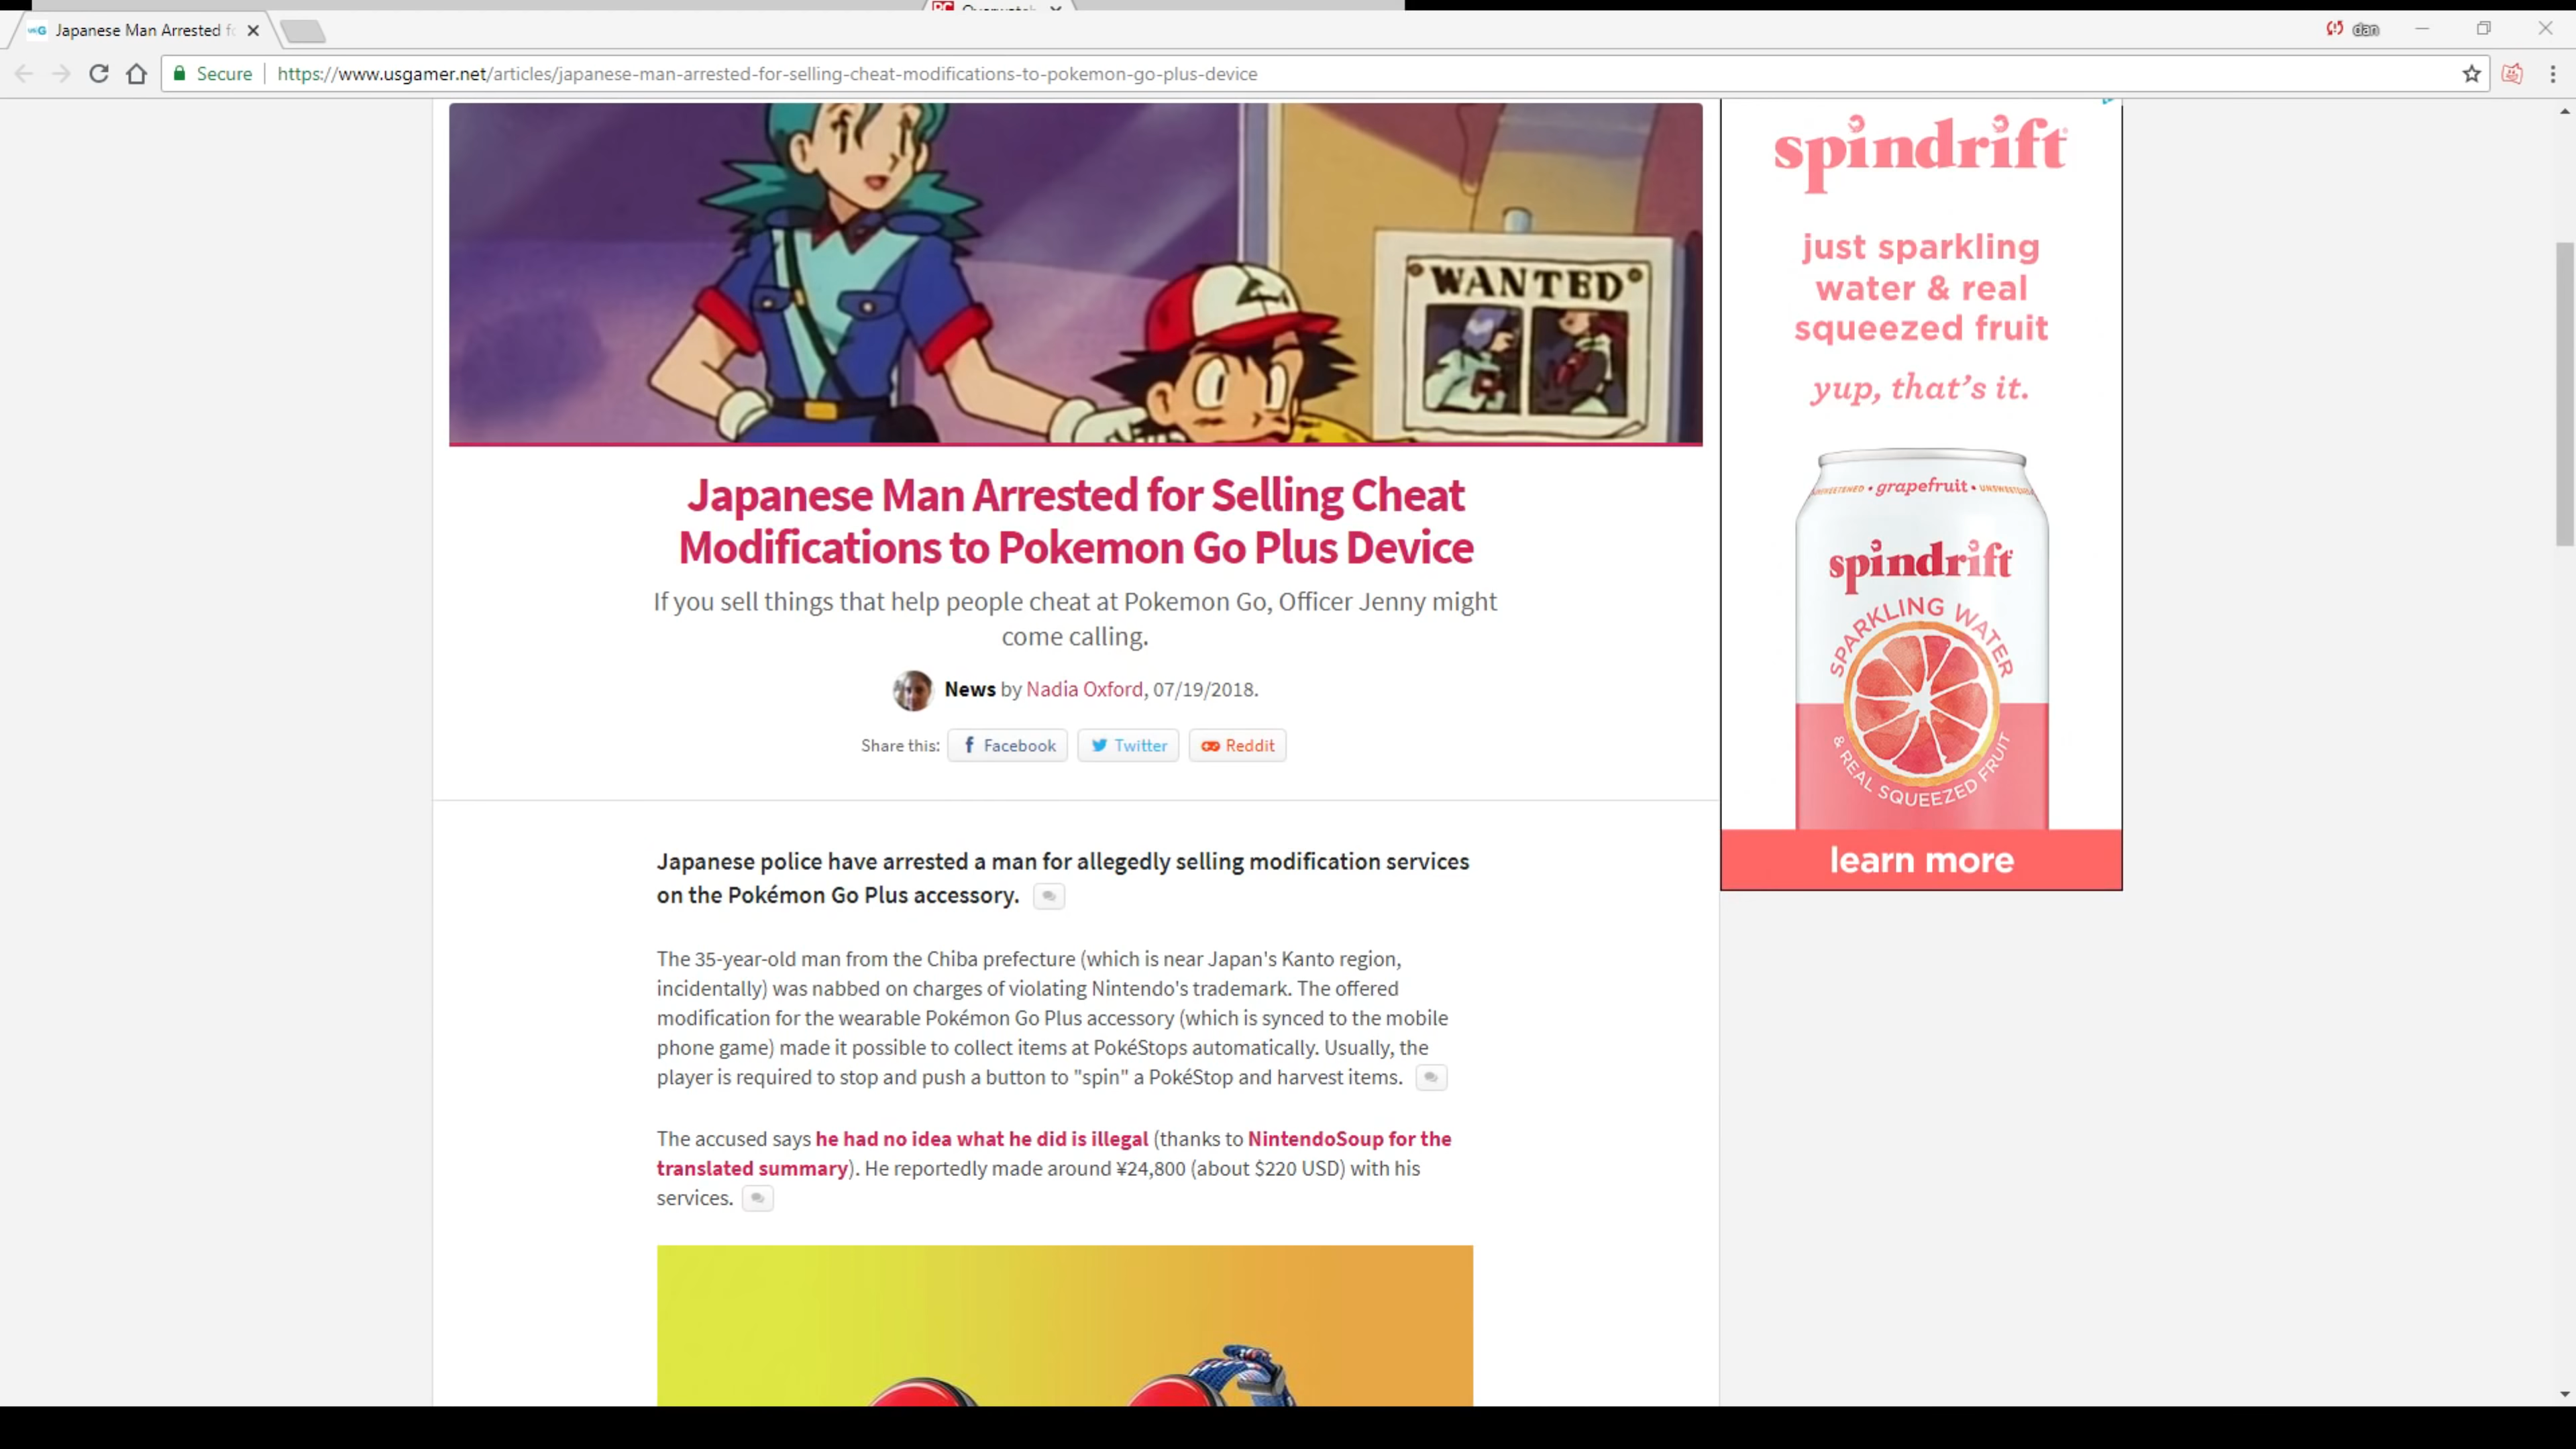 Overwatch
Japanese Man Arrested fo
dan
Secure
https://www.usgamer.net/articles/japanese-man-arrested-for-selling-cheat-modifications-to-pokemon-go-plus-device
WANTED
Japanese Man Arrested for Selling Cheat
Modifications to Pokemon Go Plus Device
If you sell things that help people cheat at Pokemon Go, Officer Jenny might
come calling.
News by Nadia Oxford, 07/19/2018.
Share this: Facebook Twitter Reddit
Japanese police have arrested a man for allegedly selling modification services
on the Pokémon Go Plus accessory.
The 35-year-old man from the Chiba prefecture (which is near Japan's Kanto region,
incidentally) was nabbed on charges of violating Nintendo's trademark. The offered
modification for the wearable Pokémon Go Plus accessory (which is synced to the mobile
phone game) made it possible to collect items at PokéStops automatically. Usually, the
player is required to stop and push a button to "spin" a PokéStop and harvest items.
The accused says he had no idea what he did is illegal (thanks to NintendoSoup for the
translated summary). He reportedly made around ¥24,800 (about $220 USD) with his
services.
spindrift
just sparkling
water & real
squeezed fruit
yup, that's it.
UNSWEETENED • grapefruit • UNSWEETENED
spindrift
SPARKLING WATER
& REAL SQUEEZED FRUIT
learn more